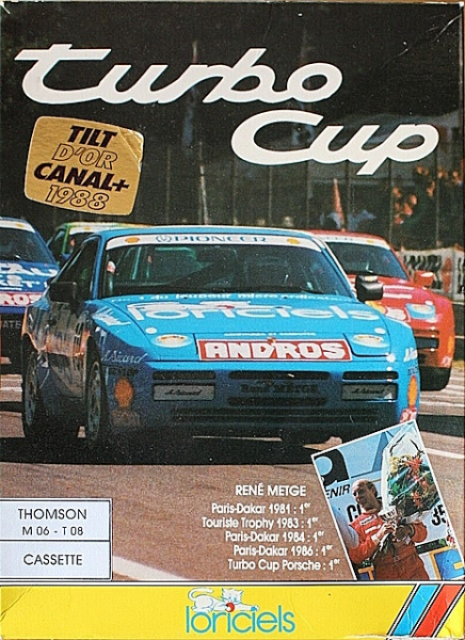 turbo
Cup
TILT
D'OR
CANAL+
1988
PIONEER
loriciels
ANDROS
RENÉ METGE
Paris-Dakar 1981 : 1er
Touriste Trophy 1983 : 1er
Paris-Dakar 1984 : 1er
Paris-Dakar 1986 : 1er
Turbo Cup Porsche : 1er
THOMSON
M 06 - T 08
CASSETTE
loriciels